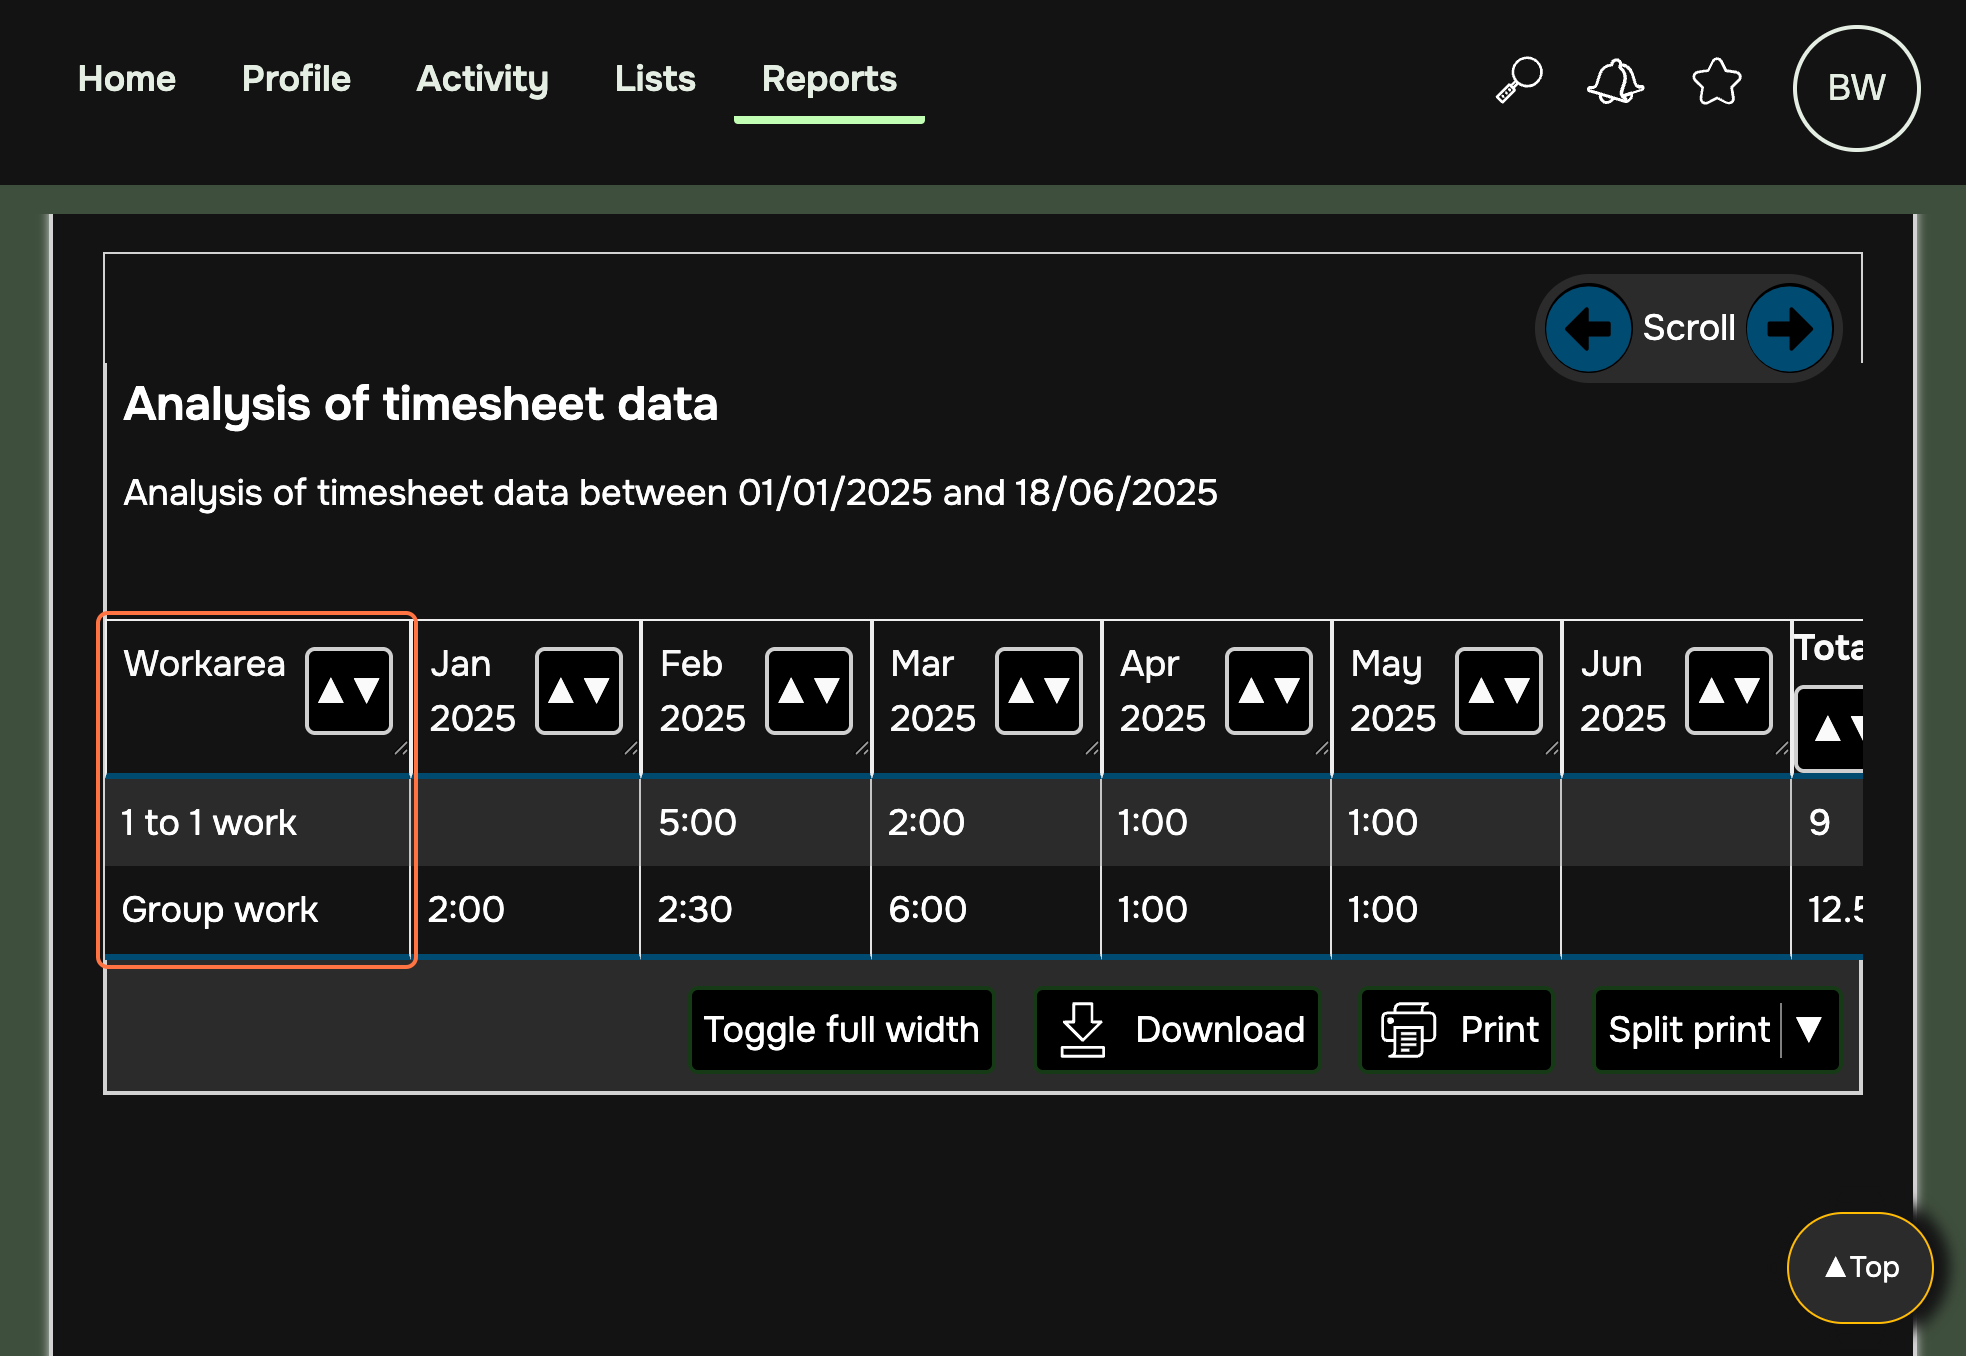 Home Profile Activity Lists Reports BW
Scroll
Analysis of timesheet data
Analysis of timesheet data between 01/01/2025 and 18/06/2025
Workarea ▲▼ Jan 2025 ▲▼ Feb 2025 ▲▼ Mar 2025 ▲▼ Apr 2025 ▲▼ May 2025 ▲▼ Jun 2025 ▲▼ Tota ▲▼
1 to 1 work 5:00 2:00 1:00 1:00 9
Group work 2:00 2:30 6:00 1:00 1:00 12.5
Toggle full width Download Print Split print ▼
▲Top